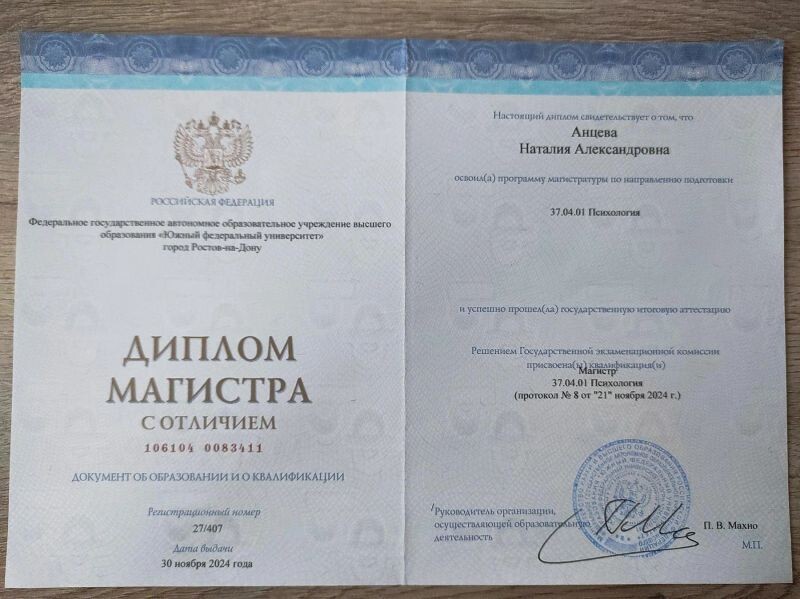 РОССИЙСКАЯ ФЕДЕРАЦИЯ
Федеральное государственное автономное образовательное учреждение высшего
образования «Южный федеральный университет»
город Ростов-на-Дону
ДИПЛОМ
МАГИСТРА
С ОТЛИЧИЕМ
106104 0083411
ДОКУМЕНТ ОБ ОБРАЗОВАНИИ И О КВАЛИФИКАЦИИ
Регистрационный номер
27/407
Дата выдачи
30 ноября 2024 года
Настоящий диплом свидетельствует о том, что
Анцева
Наталия Александровна
освоил(а) программу магистратуры по направлению подготовки
37.04.01 Психология
и успешно прошел(ла) государственную итоговую аттестацию
Решением Государственной экзаменационной комиссии
присвоена(ы) квалификация(и)
Магистр
37.04.01 Психология
(протокол № 8 от "21" ноября 2024 г.)
Руководитель организации,
осуществляющей образовательную
деятельность
П. В. Махно
М.П.